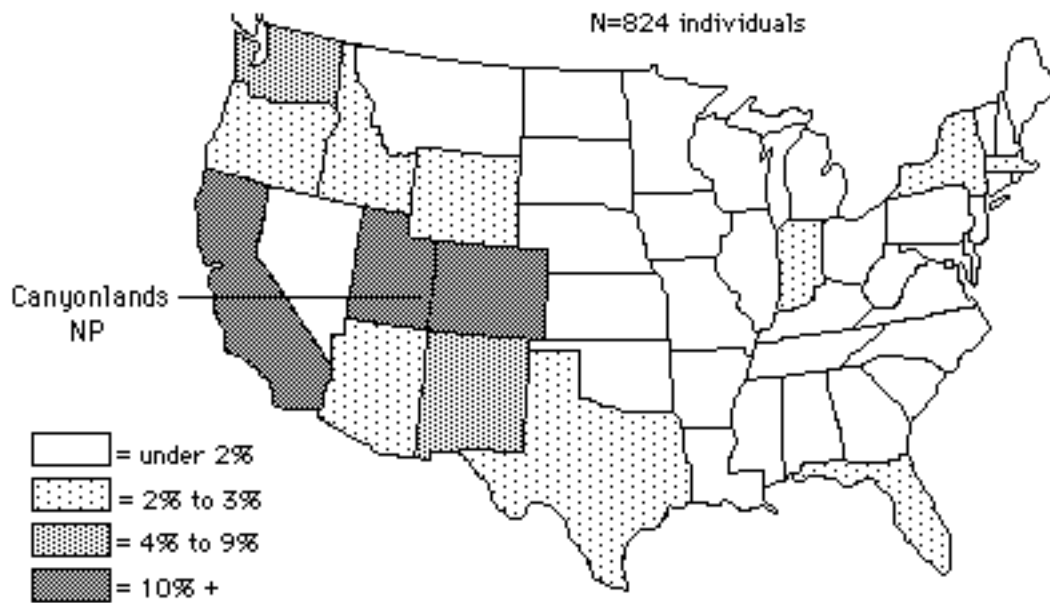 N=824 individuals
Canyonlands
NP
= under 2%
= 2% to 3%
= 4% to 9%
= 10% +